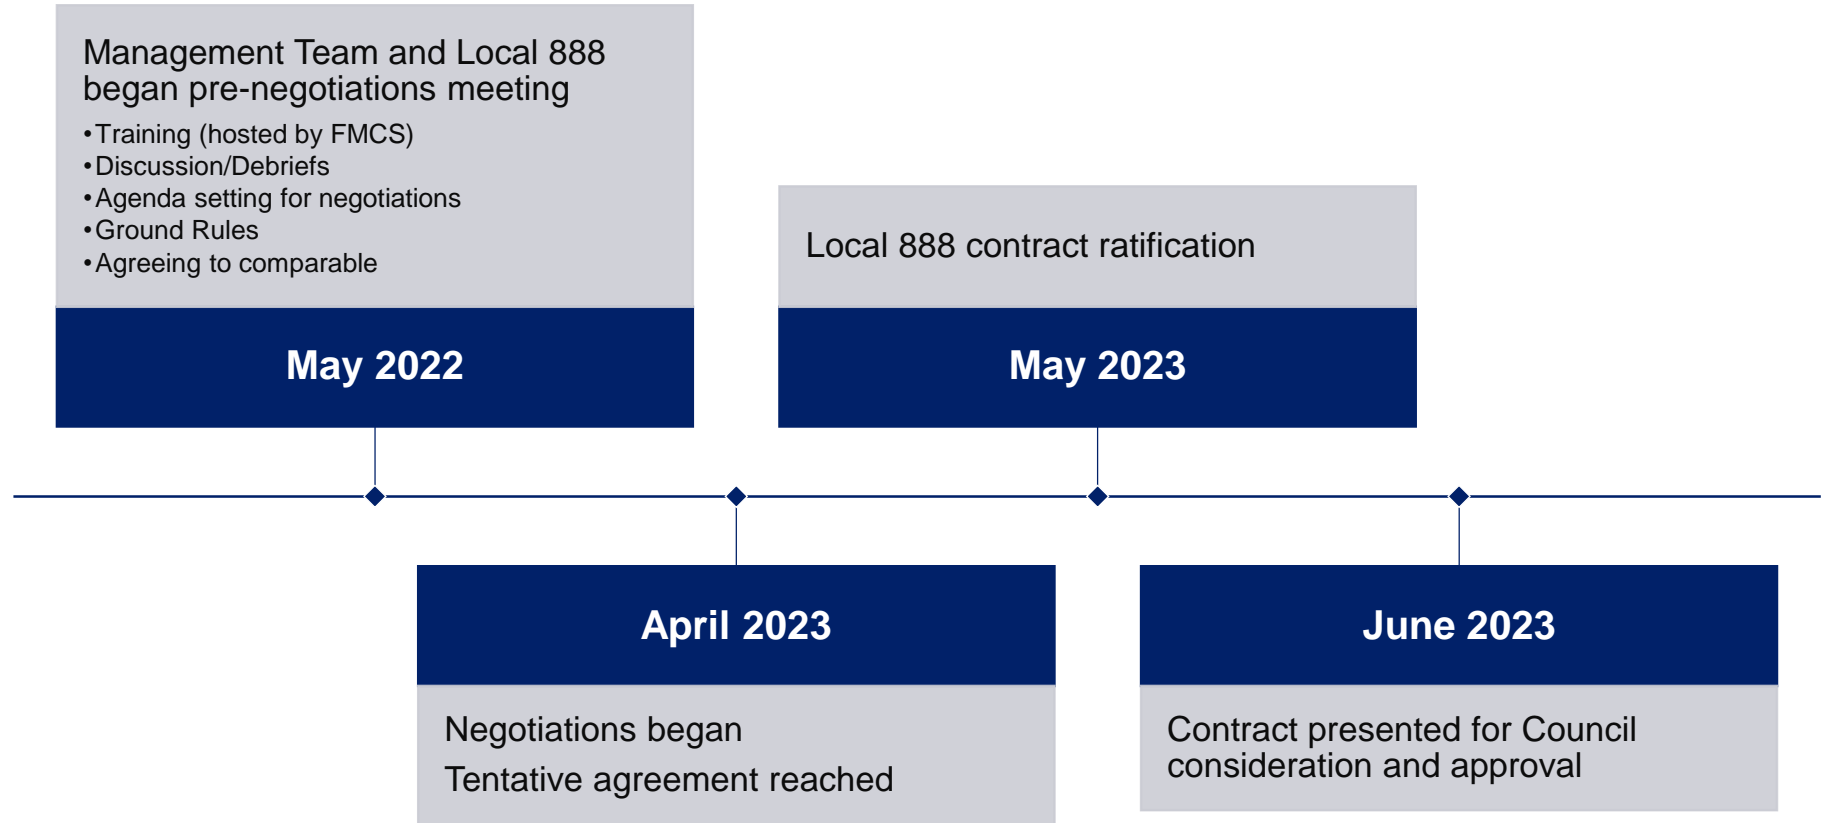 Management Team and Local 888
began pre-negotiations meeting
•Training (hosted by FMCS)
•Discussion/Debriefs
•Agenda setting for negotiations
•Ground Rules
•Agreeing to comparable
May 2022
Local 888 contract ratification
May 2023
April 2023
Negotiations began
Tentative agreement reached
June 2023
Contract presented for Council
consideration and approval